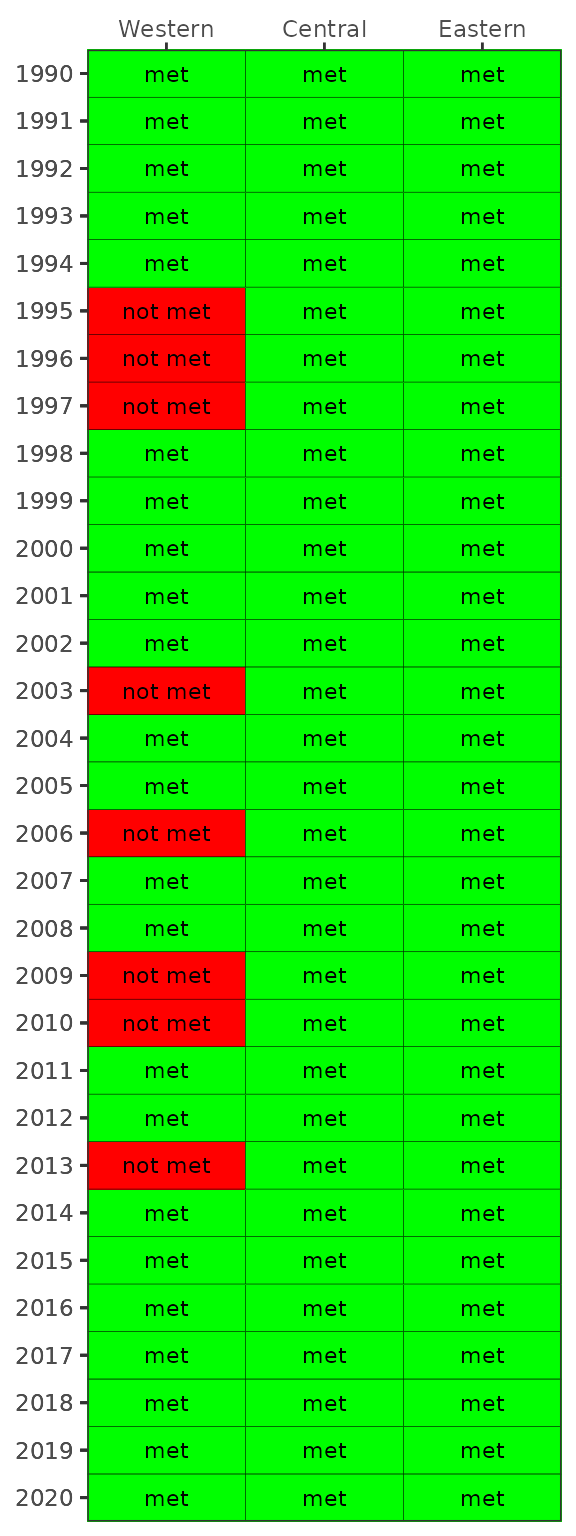 Western Central Eastern
1990 met met met
1991 met met met
1992 met met met
1993 met met met
1994 met met met
1995 not met met met
1996 not met met met
1997 not met met met
1998 met met met
1999 met met met
2000 met met met
2001 met met met
2002 met met met
2003 not met met met
2004 met met met
2005 met met met
2006 not met met met
2007 met met met
2008 met met met
2009 not met met met
2010 not met met met
2011 met met met
2012 met met met
2013 not met met met
2014 met met met
2015 met met met
2016 met met met
2017 met met met
2018 met met met
2019 met met met
2020 met met met